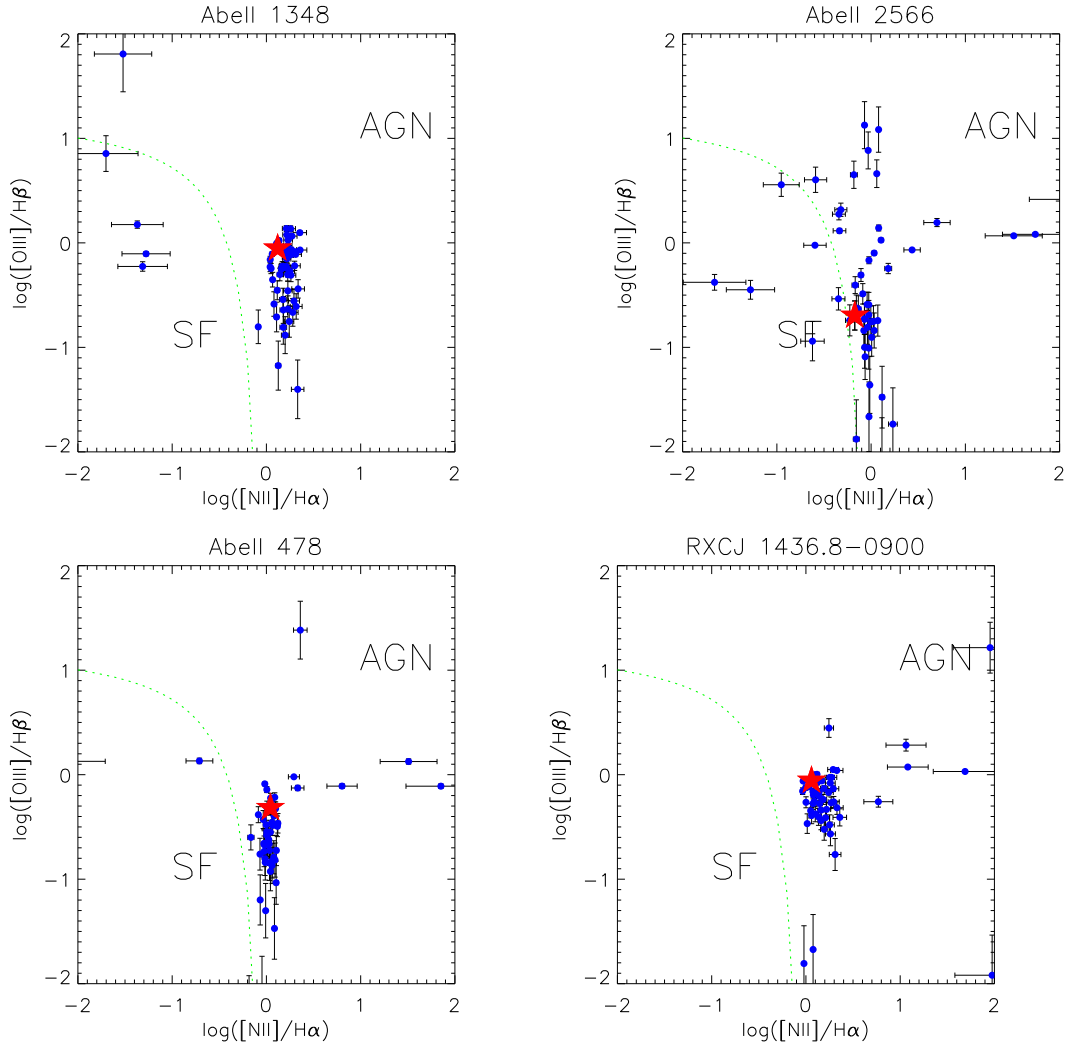 Abell 1348
2
1
0
−1
−2
log([OIII]/Hβ)
AGN
SF
−2 −1 0 1 2
log([NII]/Hα)
Abell 2566
2
1
0
−1
−2
log([OIII]/Hβ)
AGN
SF
−2 −1 0 1 2
log([NII]/Hα)
Abell 478
2
1
0
−1
−2
log([OIII]/Hβ)
AGN
SF
−2 −1 0 1 2
log([NII]/Hα)
RXCJ 1436.8−0900
2
1
0
−1
−2
log([OIII]/Hβ)
AGN
SF
−2 −1 0 1 2
log([NII]/Hα)